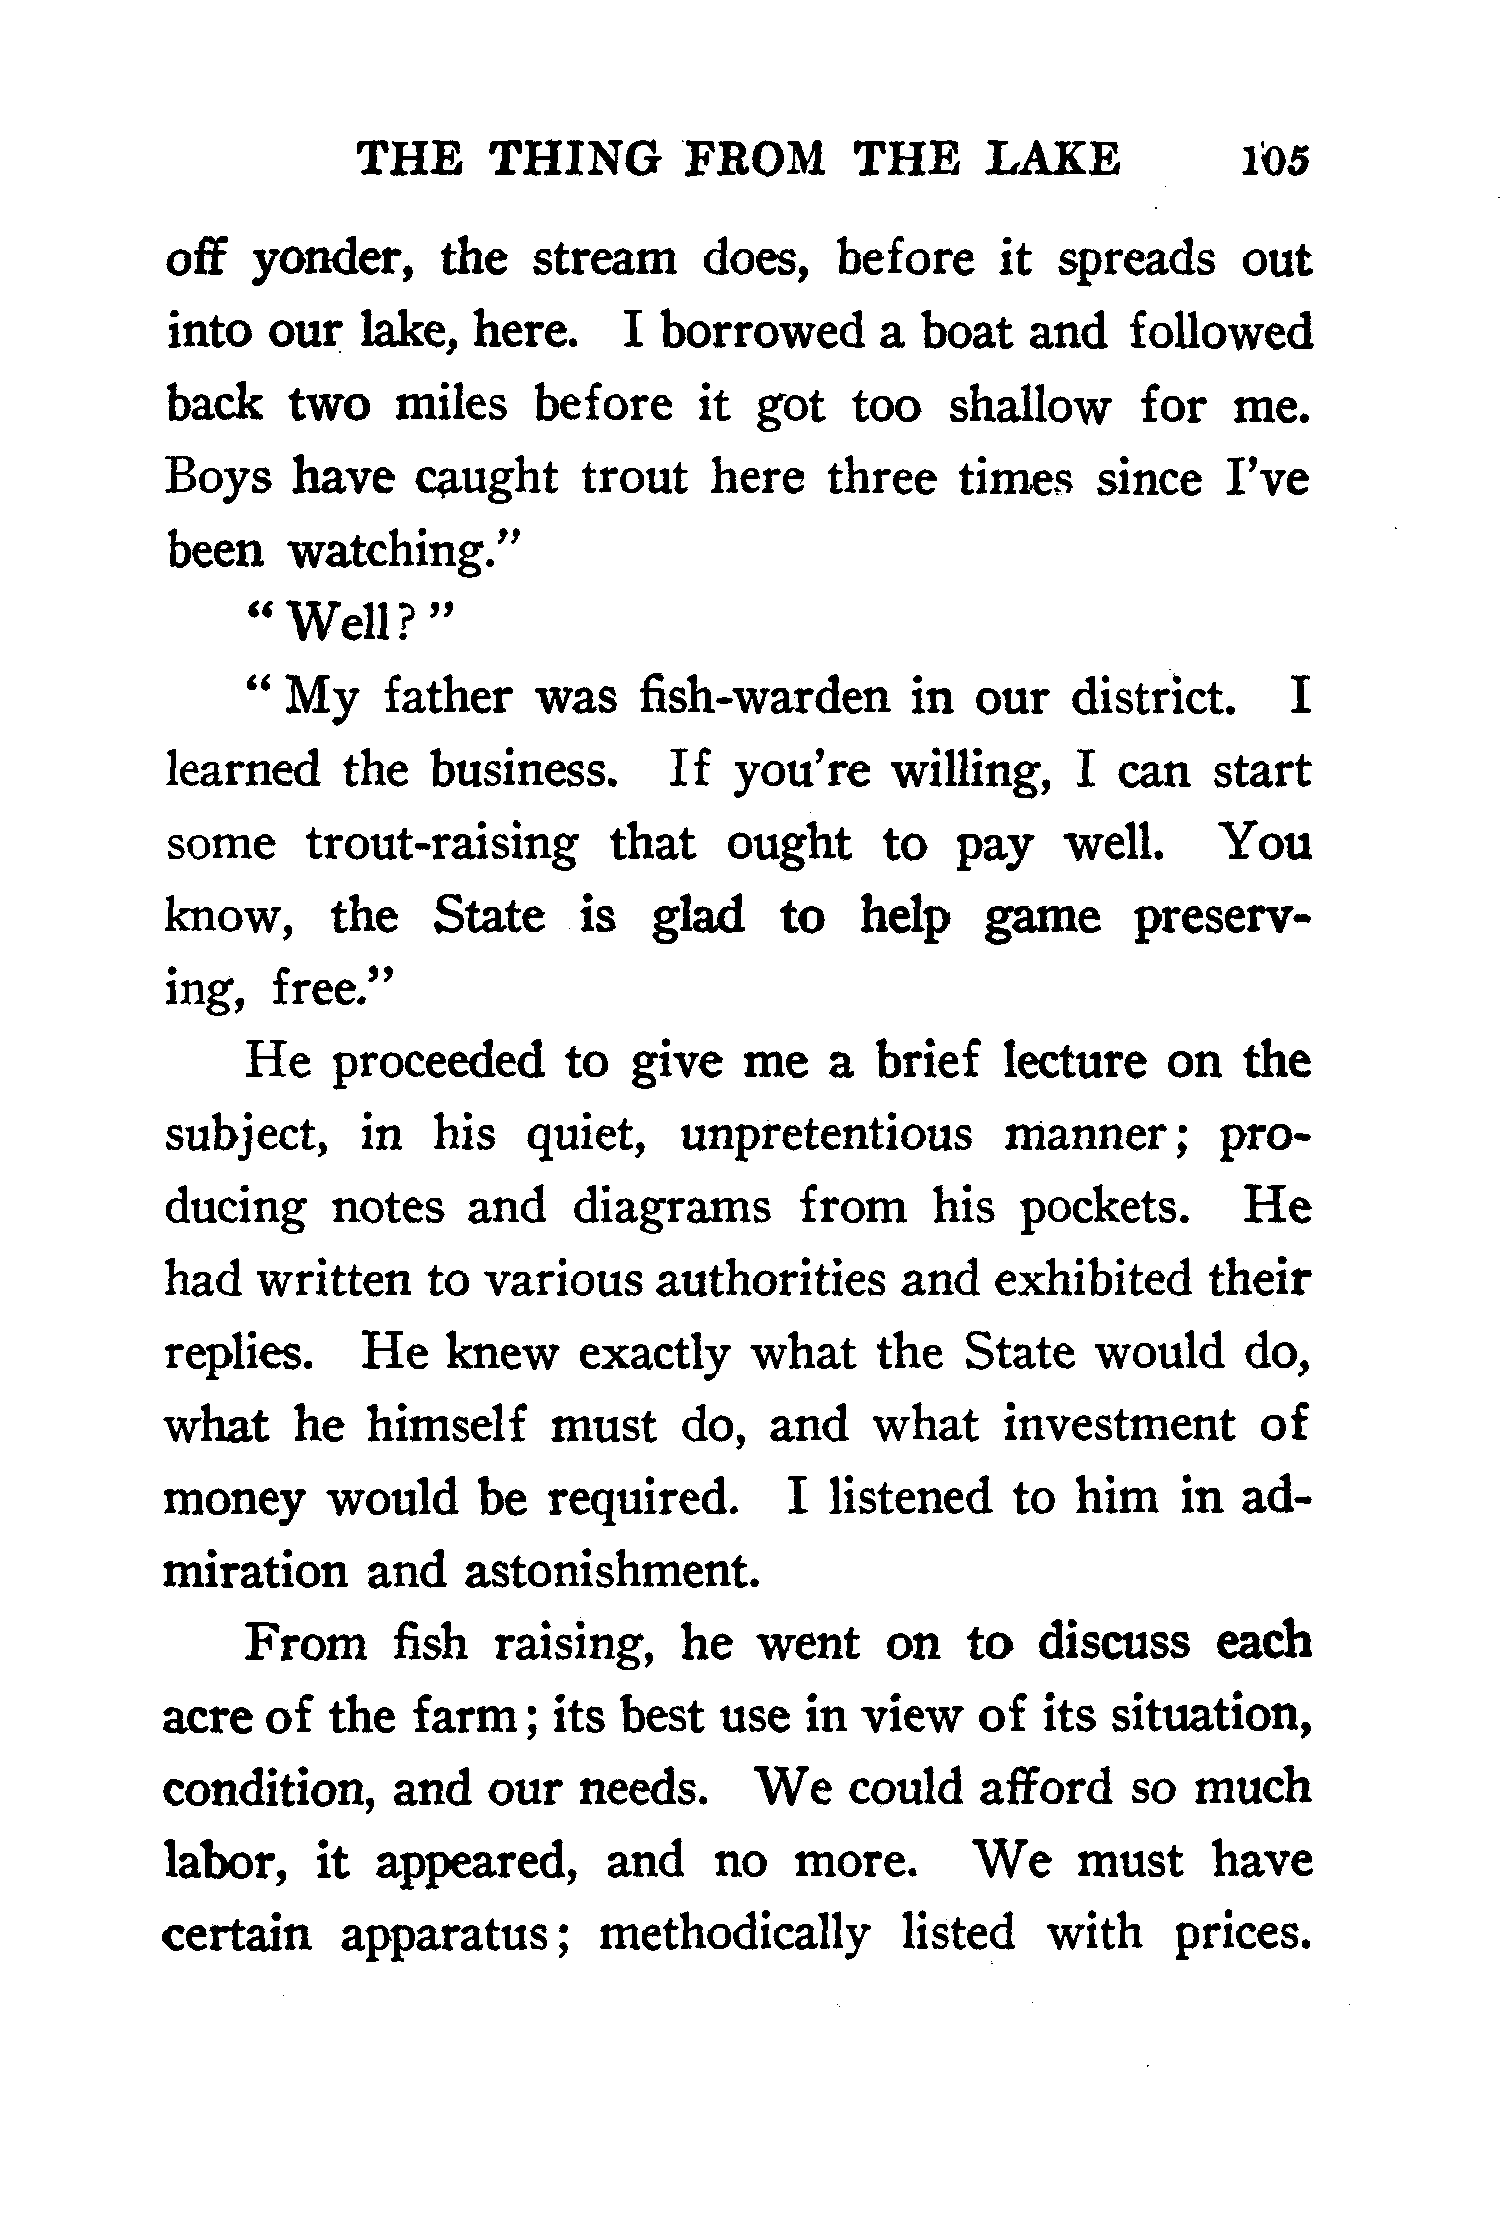 THE THING FROM THE LAKE 105
off yonder, the stream does, before it spreads out
into our lake, here. I borrowed a boat and followed
back two miles before it got too shallow for me.
Boys have caught trout here three times since I've
been watching."
" Well? "
" My father was fish-warden in our district. I
learned the business. If you're willing, I can start
some trout-raising that ought to pay well. You
know, the State is glad to help game preserv-
ing, free."
He proceeded to give me a brief lecture on the
subject, in his quiet, unpretentious manner; pro-
ducing notes and diagrams from his pockets. He
had written to various authorities and exhibited their
replies. He knew exactly what the State would do,
what he himself must do, and what investment of
money would be required. I listened to him in ad-
miration and astonishment.
From fish raising, he went on to discuss each
acre of the farm; its best use in view of its situation,
condition, and our needs. We could afford so much
labor, it appeared, and no more. We must have
certain apparatus; methodically listed with prices.